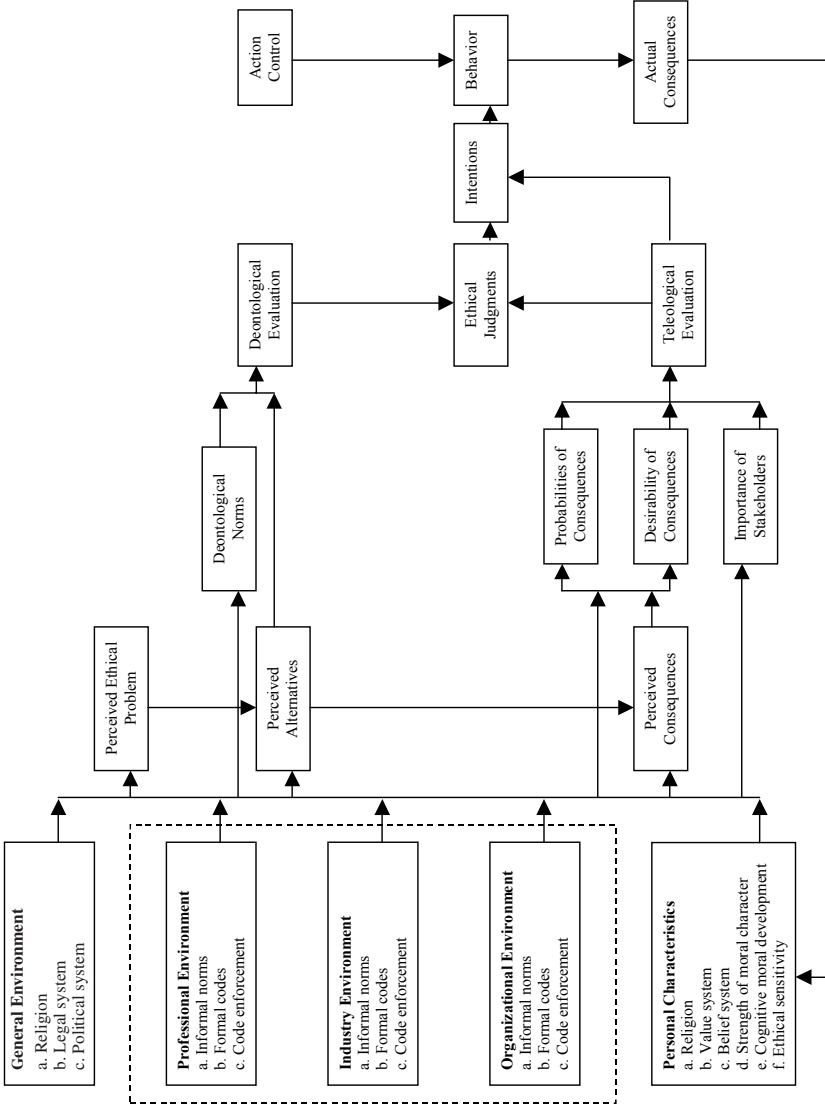 General Environment
a. Religion
b. Legal system
c. Political system
Professional Environment
a. Informal norms
b. Formal codes
c. Code enforcement
Industry Environment
a. Informal norms
b. Formal codes
c. Code enforcement
Organizational Environment
a. Informal norms
b. Formal codes
c. Code enforcement
Personal Characteristics
a. Religion
b. Value system
c. Belief system
d. Strength of moral character
e. Cognitive moral development
f. Ethical sensitivity
Perceived Ethical
Problem
Perceived
Alternatives
Perceived
Consequences
Deontological
Norms
Probabilities of
Consequences
Desirability of
Consequences
Importance of
Stakeholders
Deontological
Evaluation
Ethical
Judgments
Teleological
Evaluation
Intentions
Action
Control
Behavior
Actual
Consequences